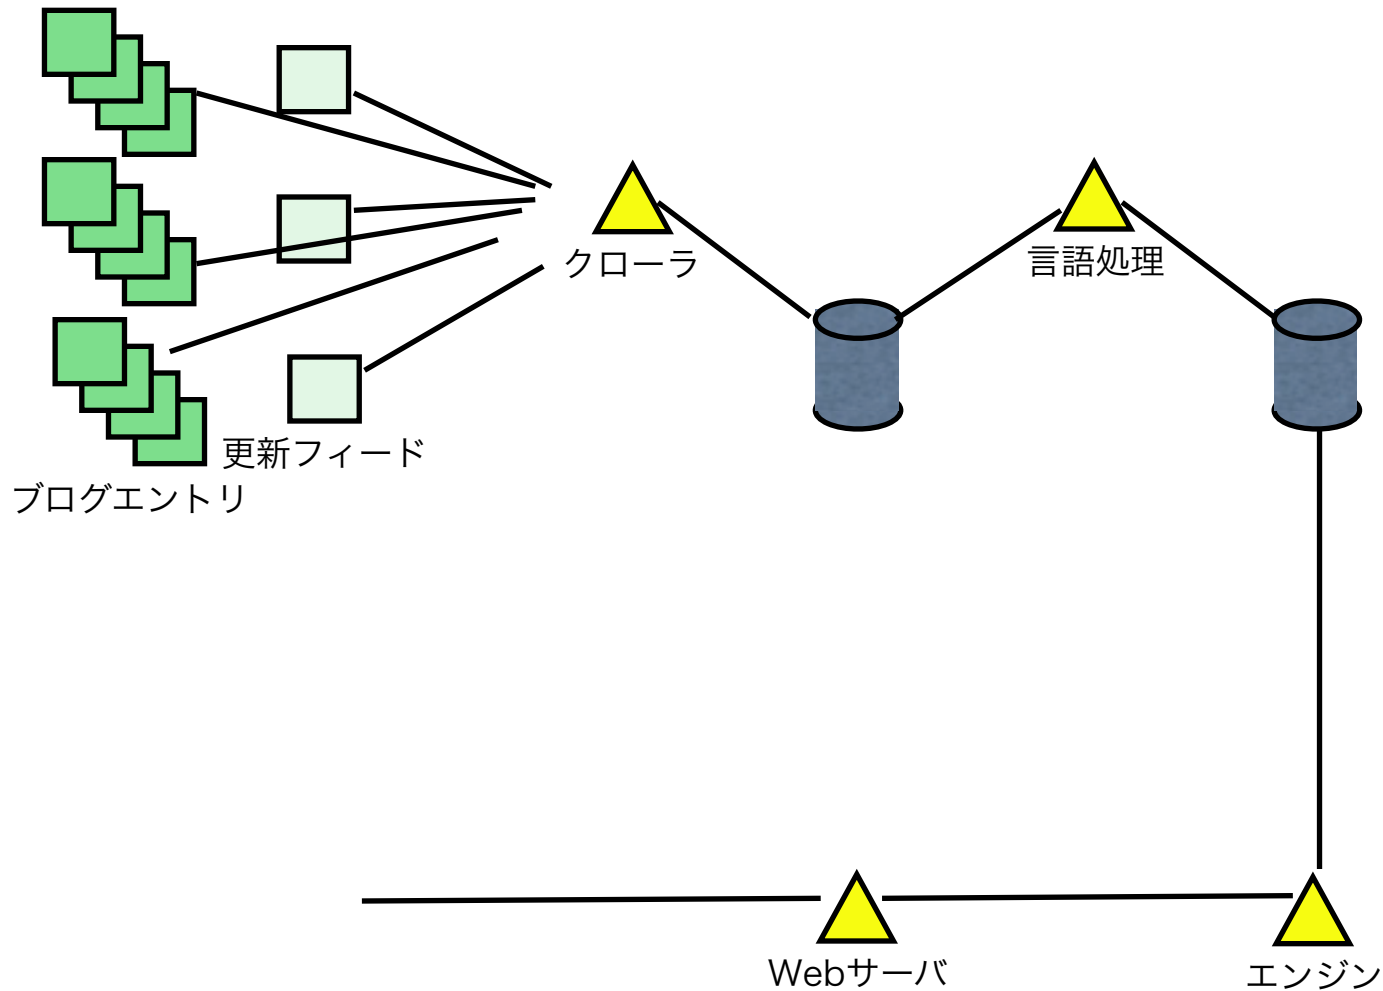 クローラ
言語処理
更新フィード
ブログエントリ
Webサーバ
エンジン